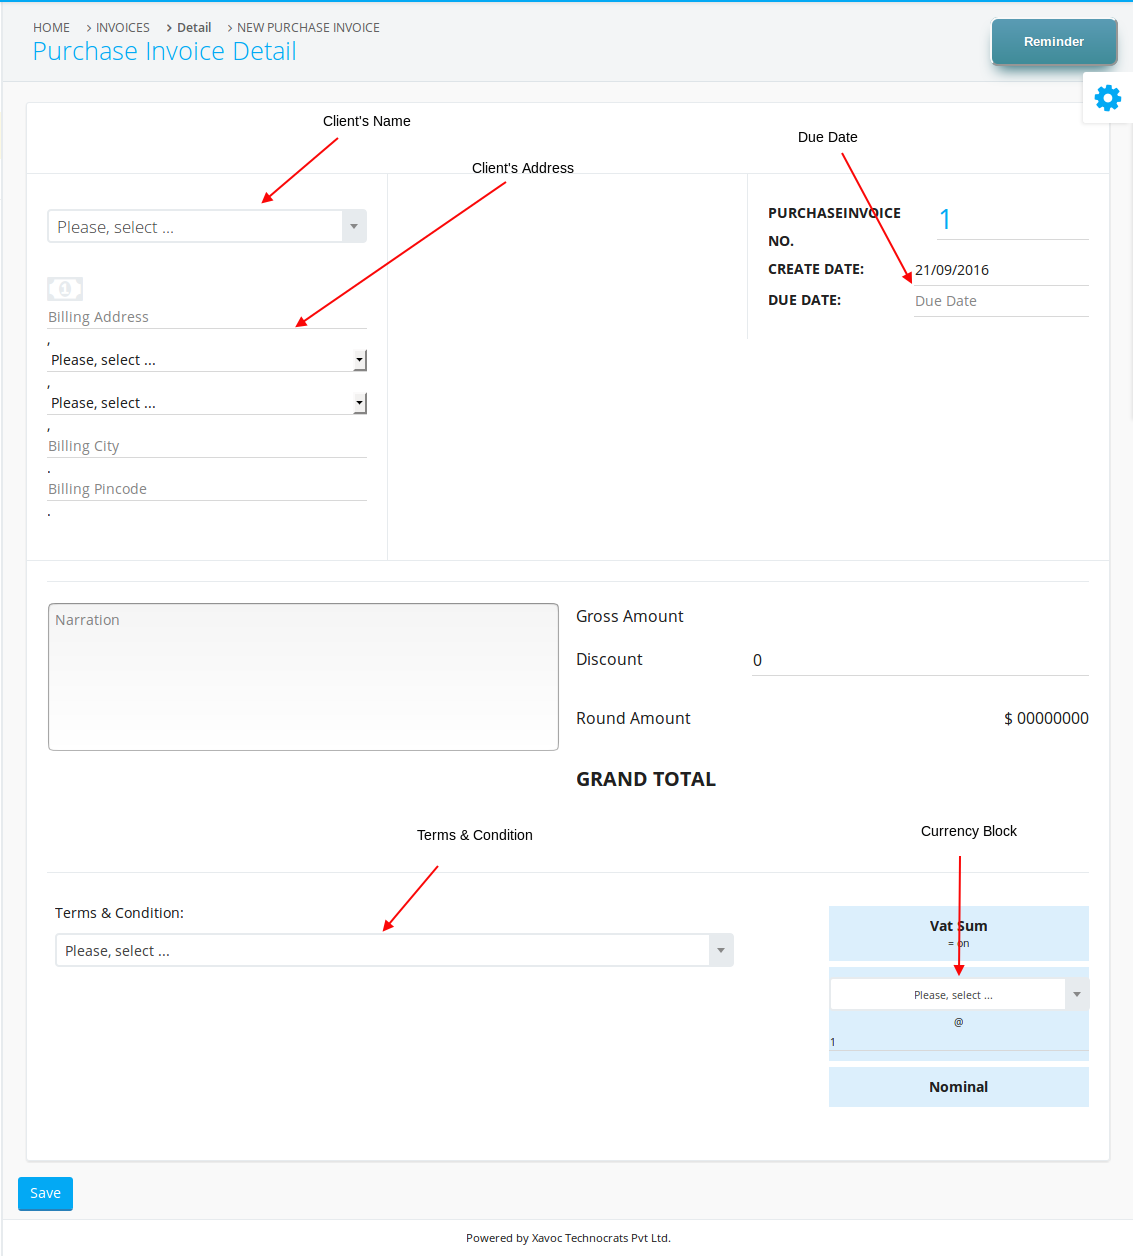 HOME > INVOICES > Detail > NEW PURCHASE INVOICE
Purchase Invoice Detail
Reminder
Client's Name
Due Date
Client's Address
Please, select ...
PURCHASEINVOICE
NO.
1
CREATE DATE: 21/09/2016
DUE DATE: Due Date
1
Billing Address
,
Please, select ...
,
Please, select ...
,
Billing City
.
Billing Pincode
.
Narration
Gross Amount
Discount 0
Round Amount $ 00000000
GRAND TOTAL
Terms & Condition
Currency Block
Terms & Condition:
Please, select ...
Vat Sum
= on
Please, select ...
@
1
Nominal
Save
Powered by Xavoc Technocrats Pvt Ltd.